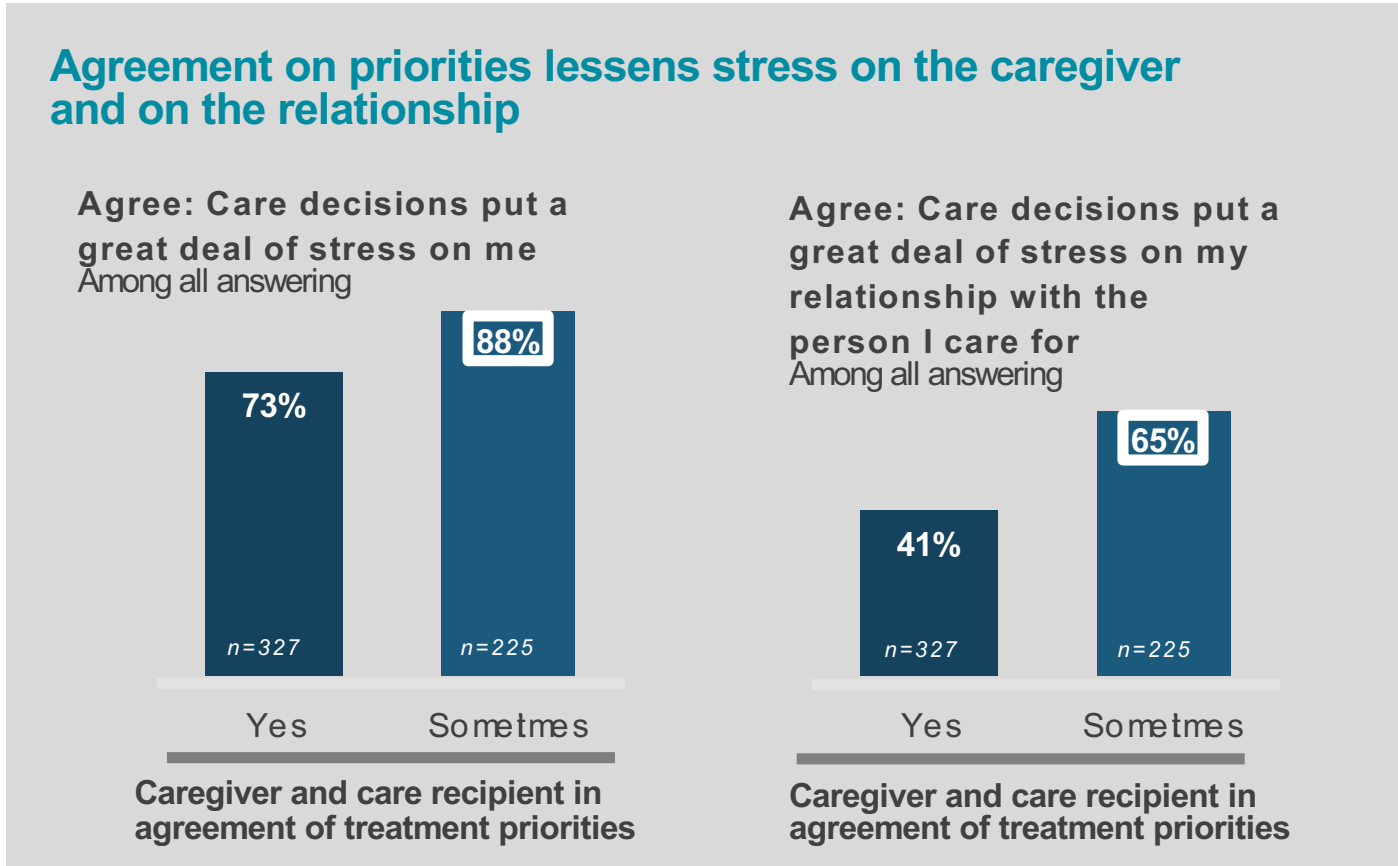 Agreement on priorities lessens stress on the caregiver
and on the relationship
Agree: Care decisions put a
great deal of stress on me
Among all answering
88%
73%
n=327
n=225
Yes
Sometmes
Caregiver and care recipient in
agreement of treatment priorities
Agree: Care decisions put a
great deal of stress on my
relationship with the
person I care for
Among all answering
65%
41%
n=327
n=225
Yes
Sometmes
Caregiver and care recipient in
agreement of treatment priorities